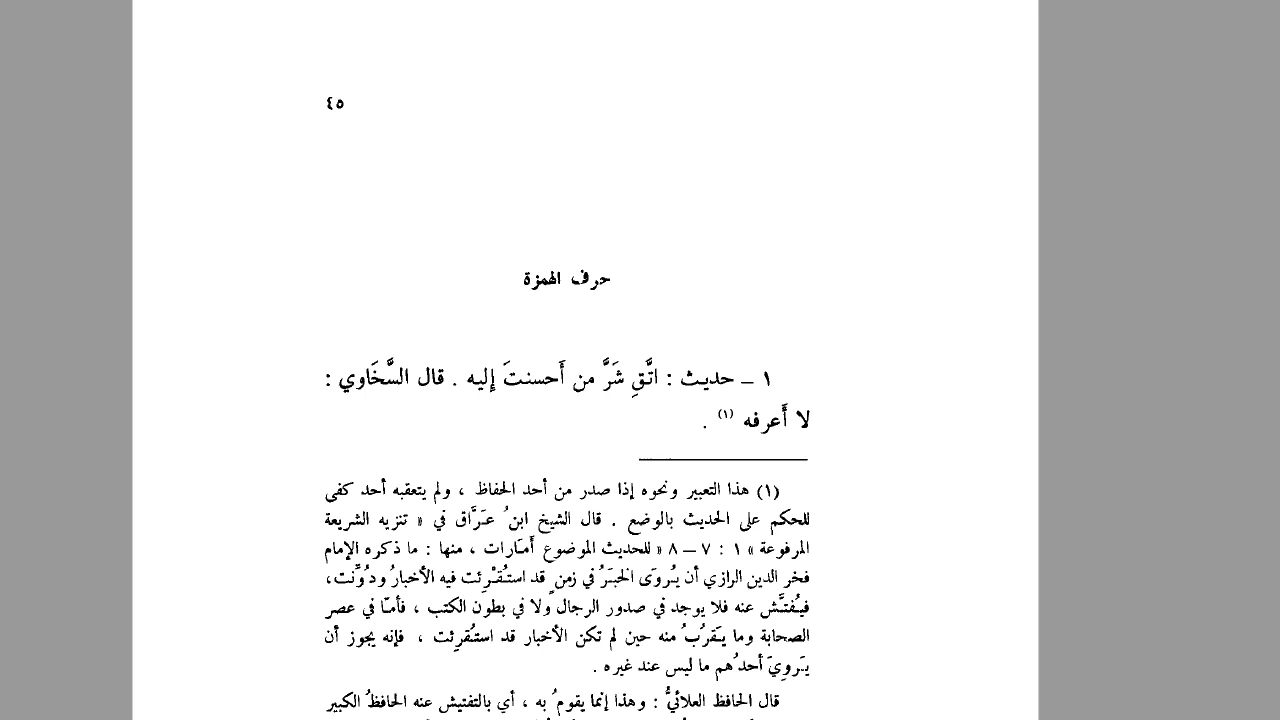 ٤٥
حرف الهمزة
١ – حديث : اتَّقِ شَرَّ من أَحسنتَ إِليه . قال السَّخَاوي :
لا أَعرفه (١) .
(١) هذا التعبير ونحوه إذا صدر من أحد الحفاظ ، ولم يتعقبه أحد كفى
للحكم على الحديث بالوضع . قال الشيخ ابنُ عَرَّاق في « تنزيه الشريعة
المرفوعة » ١ : ٧ – ٨ « للحديث الموضوع أَمَارات ، منها : ما ذكره الإمام
فخر الدين الرازي أن يُروَى الخبَرُ في زمنٍ قد استُقْرِئت فيه الأخبارُ ودُوِّنت ،
فيُفتَّش عنه فلا يوجد في صدور الرجال ولا في بطون الكتب ، فأمّا في عصر
الصحابة وما يَقرُبُ منه حين لم تكن الأخبار قد استُقرِئت ، فإنه يجوز أن
يَروِيَ أحدُهم ما ليس عند غيره .
قال الحافظ العلائيُّ : وهذا إنما يقومُ به ، أي بالتفتيش عنه الحافظُ الكبير